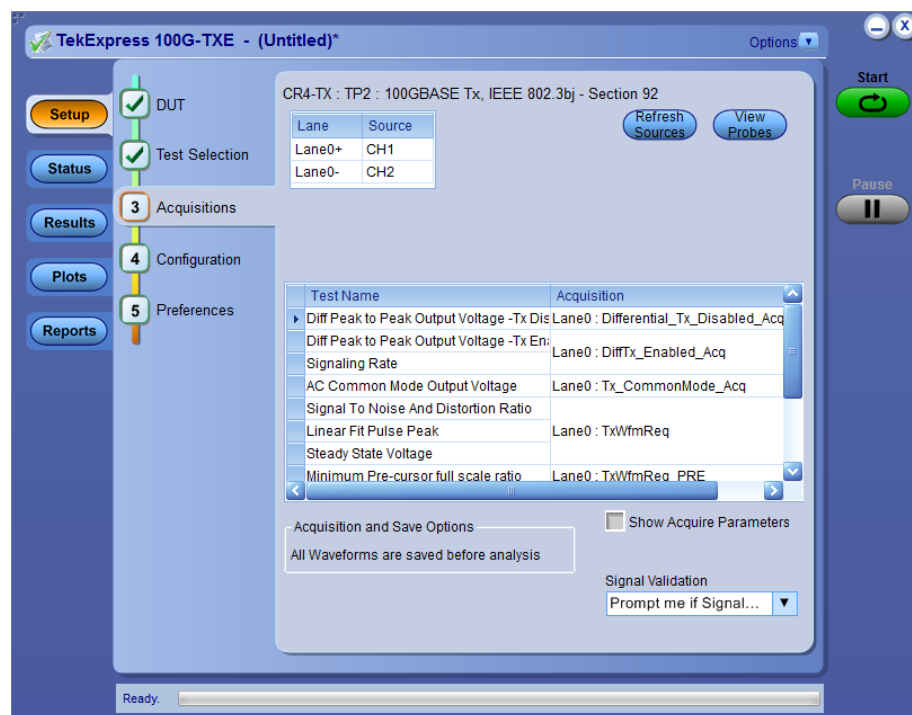 TekExpress 100G-TXE - (Untitled)*
Options
Start
Pause
Setup
Status
Results
Plots
Reports
DUT
Test Selection
3 Acquisitions
4 Configuration
5 Preferences
CR4-TX : TP2 : 100GBASE Tx, IEEE 802.3bj - Section 92
Lane Source
Lane0+ CH1
Lane0- CH2
Refresh Sources
View Probes
Test Name Acquisition
Diff Peak to Peak Output Voltage -Tx Dis Lane0 : Differential_Tx_Disabled_Acq
Diff Peak to Peak Output Voltage -Tx En
Signaling Rate
Lane0 : DiffTx_Enabled_Acq
AC Common Mode Output Voltage Lane0 : Tx_CommonMode_Acq
Signal To Noise And Distortion Ratio
Linear Fit Pulse Peak
Steady State Voltage
Lane0 : TxWfmReq
Minimum Pre-cursor full scale ratio Lane0 : TxWfmReq_PRE
Acquisition and Save Options
All Waveforms are saved before analysis
Show Acquire Parameters
Signal Validation
Prompt me if Signal...
Ready.